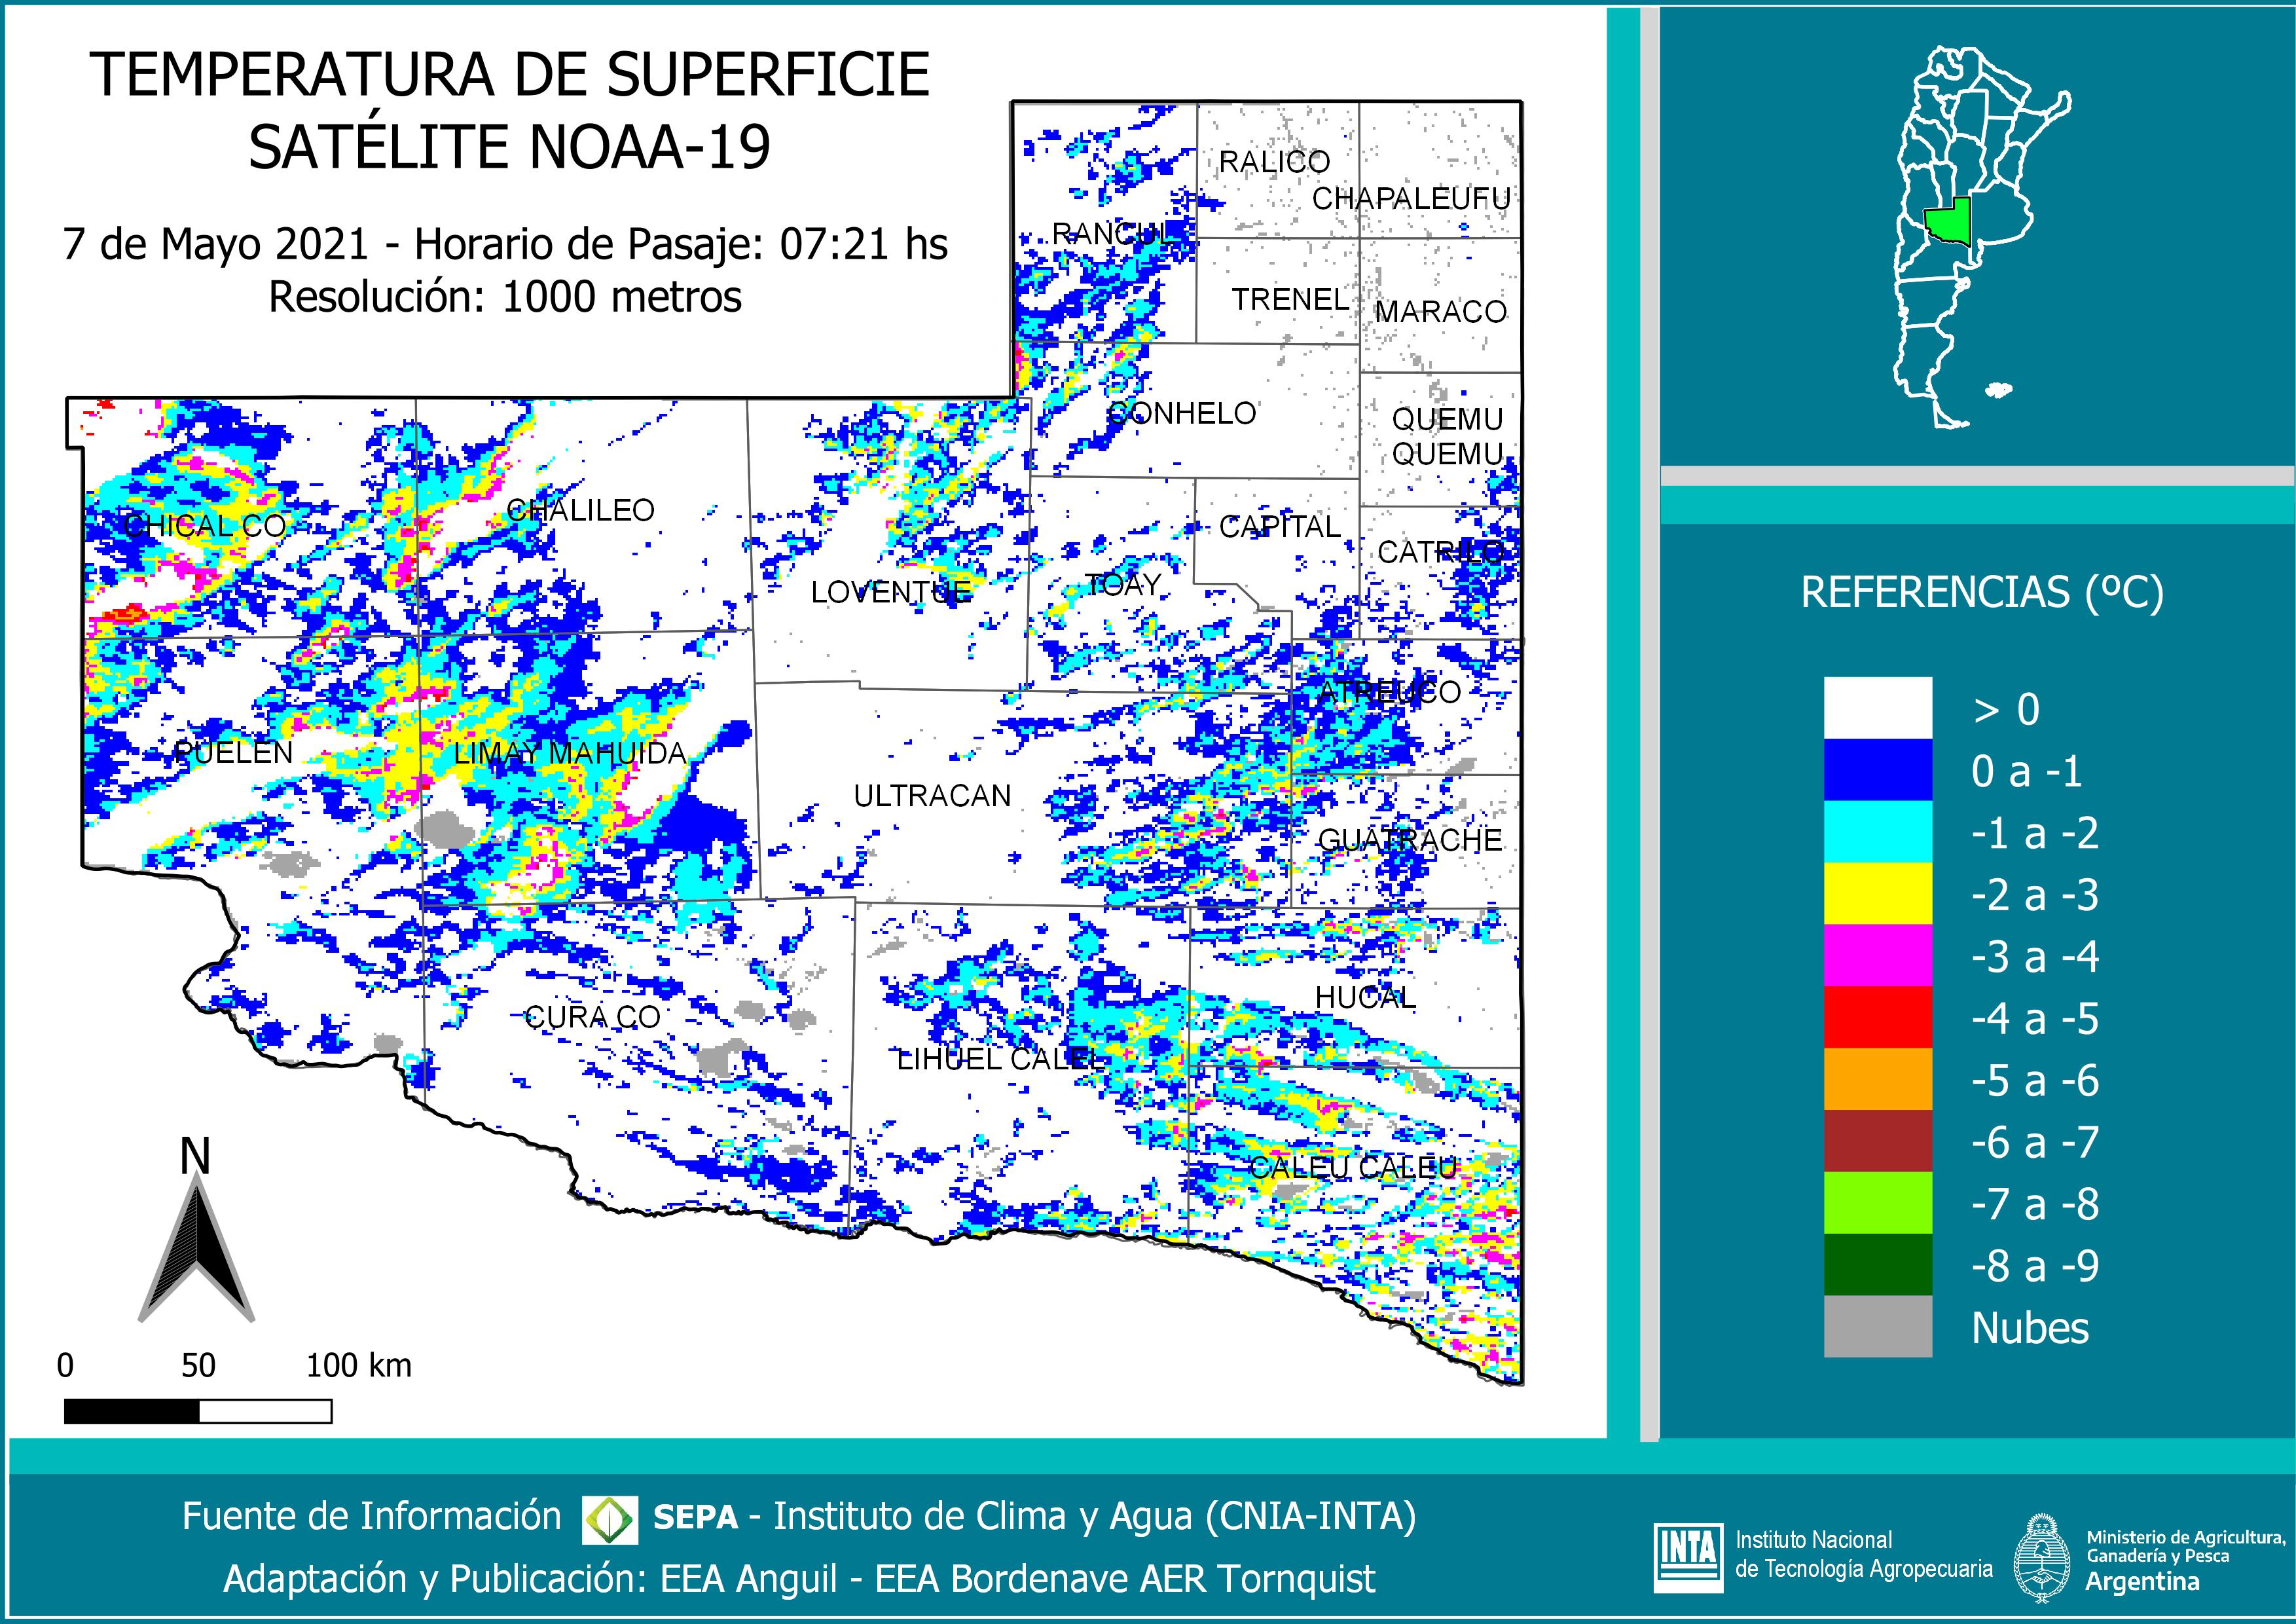 TEMPERATURA DE SUPERFICIE
SATÉLITE NOAA-19
7 de Mayo 2021 - Horario de Pasaje: 07:21 hs
Resolución: 1000 metros
RALICO
CHAPALEUFU
RANCUL
TRENEL
MARACO
CONHELO
QUEMU
QUEMU
CHALILEO
CHICAL CO
CAPITAL
CATRILO
LOVENTUE
TOAY
ATREUCO
PUELEN
LIMAY MAHUIDA
ULTRACAN
GUATRACHE
HUCAL
CURA CO
LIHUEL CALEL
CALEU CALEU
N
0 50 100 km
REFERENCIAS (ºC)
> 0
0 a -1
-1 a -2
-2 a -3
-3 a -4
-4 a -5
-5 a -6
-6 a -7
-7 a -8
-8 a -9
Nubes
Fuente de Información SEPA - Instituto de Clima y Agua (CNIA-INTA)
Adaptación y Publicación: EEA Anguil - EEA Bordenave AER Tornquist
INTA
Instituto Nacional
de Tecnología Agropecuaria
Ministerio de Agricultura,
Ganadería y Pesca
Argentina